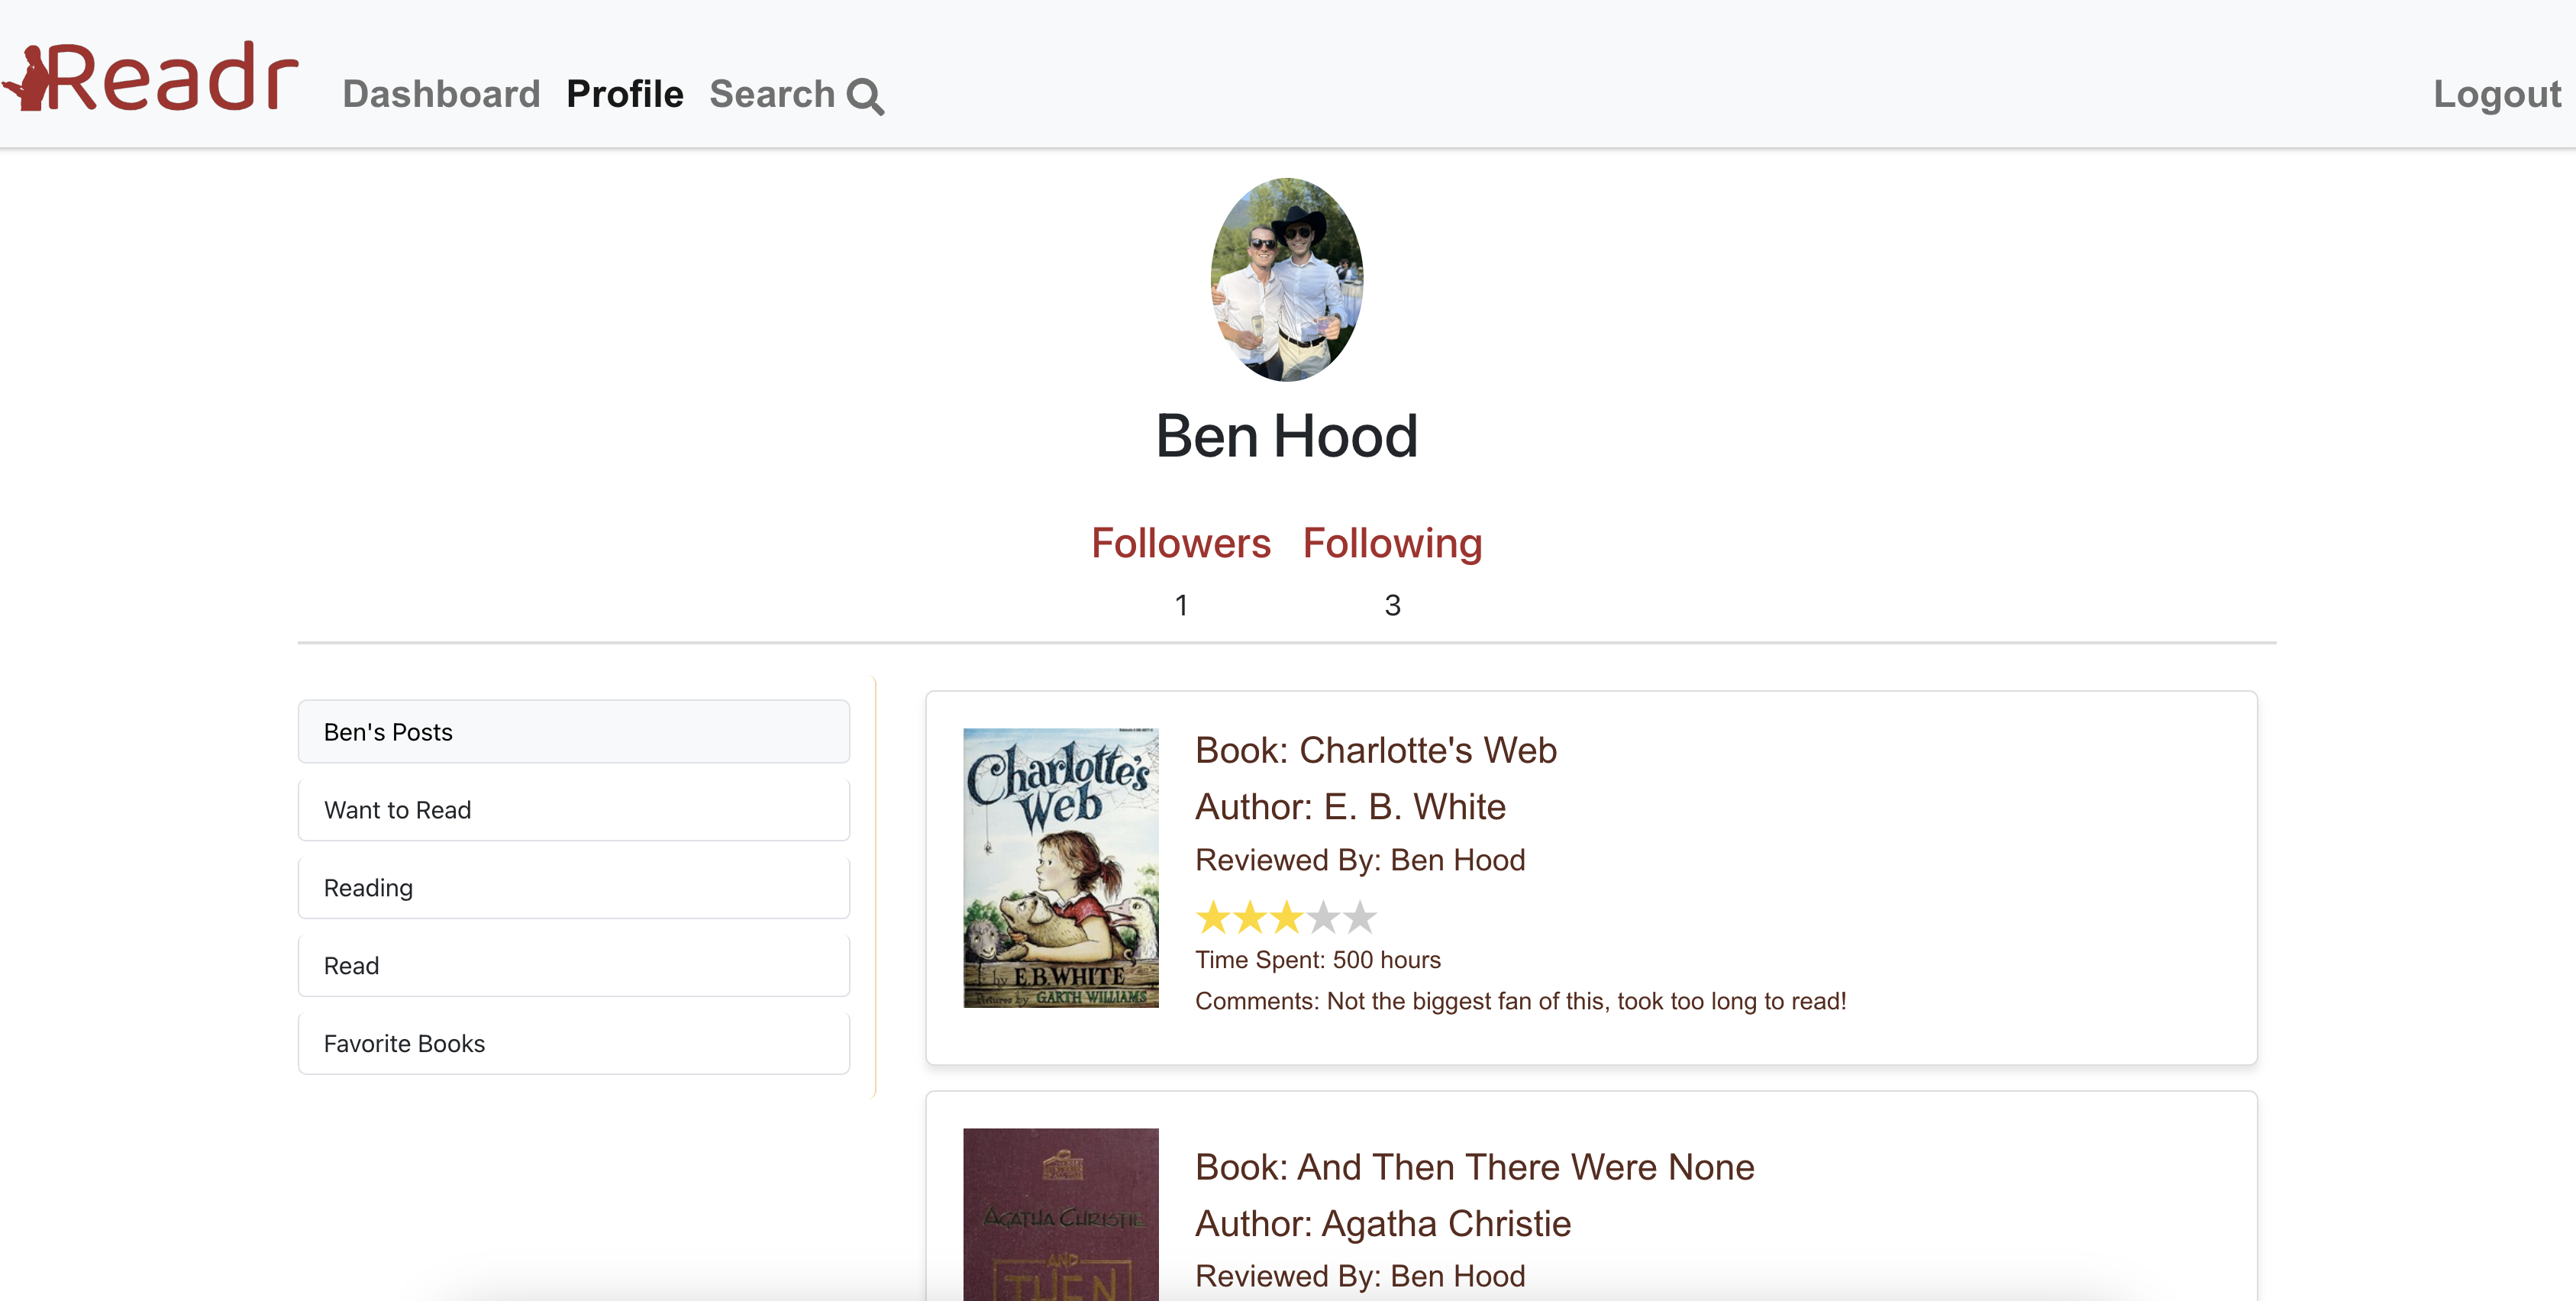 Readr
Dashboard Profile Search
Logout
Ben Hood
Followers Following
1 3
Ben's Posts
Want to Read
Reading
Read
Favorite Books
Charlotte's
Web
by E.B.WHITE
Pictures by GARTH WILLIAMS
Book: Charlotte's Web
Author: E. B. White
Reviewed By: Ben Hood
Time Spent: 500 hours
Comments: Not the biggest fan of this, took too long to read!
AGATHA CHRISTIE
AND
THEN
Book: And Then There Were None
Author: Agatha Christie
Reviewed By: Ben Hood